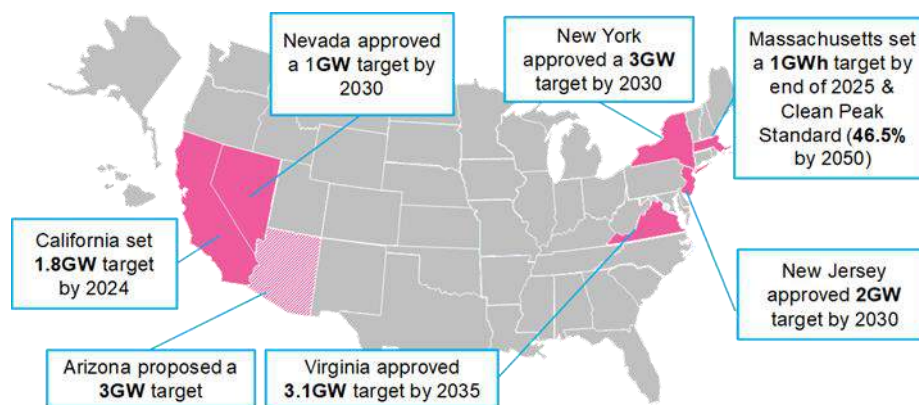 Nevada approved
a 1GW target by
2030
New York
approved a 3GW
target by 2030
Massachusetts set
a 1GWh target by
end of 2025 &
Clean Peak
Standard (46.5%
by 2050)
California set
1.8GW target
by 2024
New Jersey
approved 2GW
target by 2030
Arizona proposed a
3GW target
Virginia approved
3.1GW target by 2035